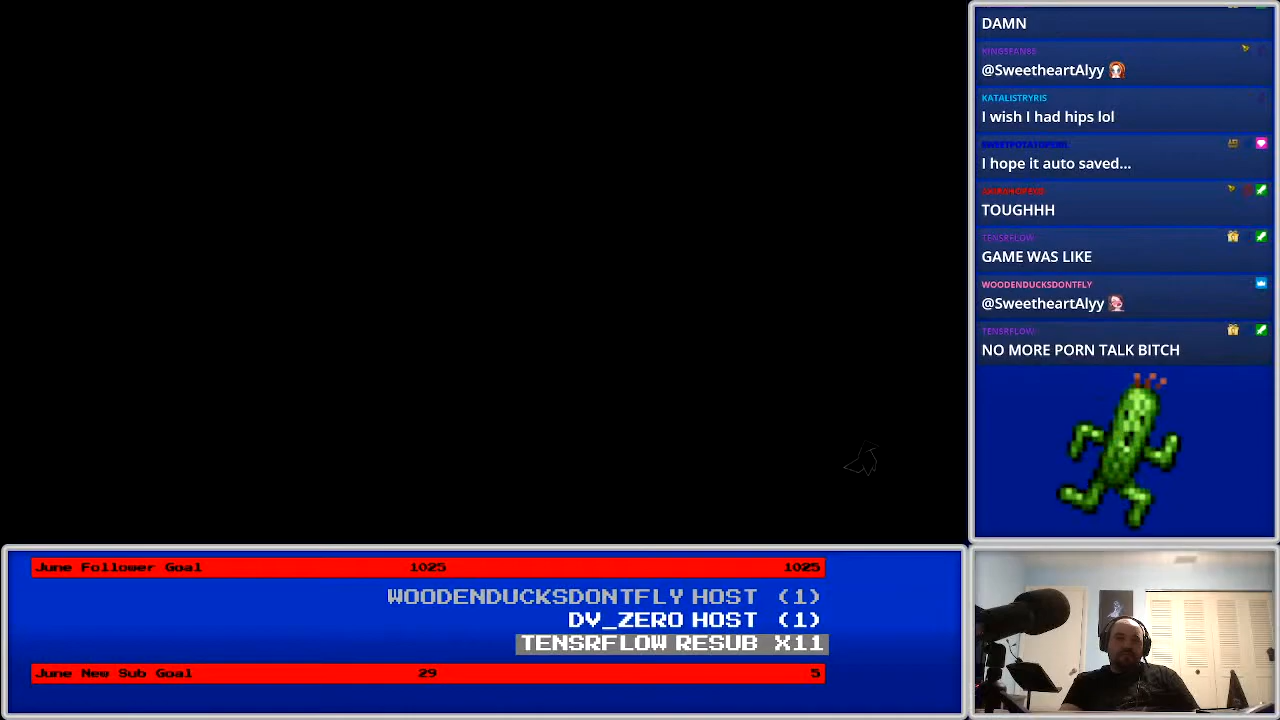 DAMN
KINGSFAN85
@SweetheartAlyy
KATALISTRYRIS
I wish I had hips lol
I hope it auto saved...
TOUGHHH
TENSRFLOW
GAME WAS LIKE
WOODENDUCKSDONTFLY
@SweetheartAlyy
TENSRFLOW
NO MORE PORN TALK BITCH
June Follower Goal 1025 1025
WOODENDUCKSDONTFLY HOST (1)
DV_ZERO HOST (1)
TENSRFLOW RESUB X11
June New Sub Goal 29 5